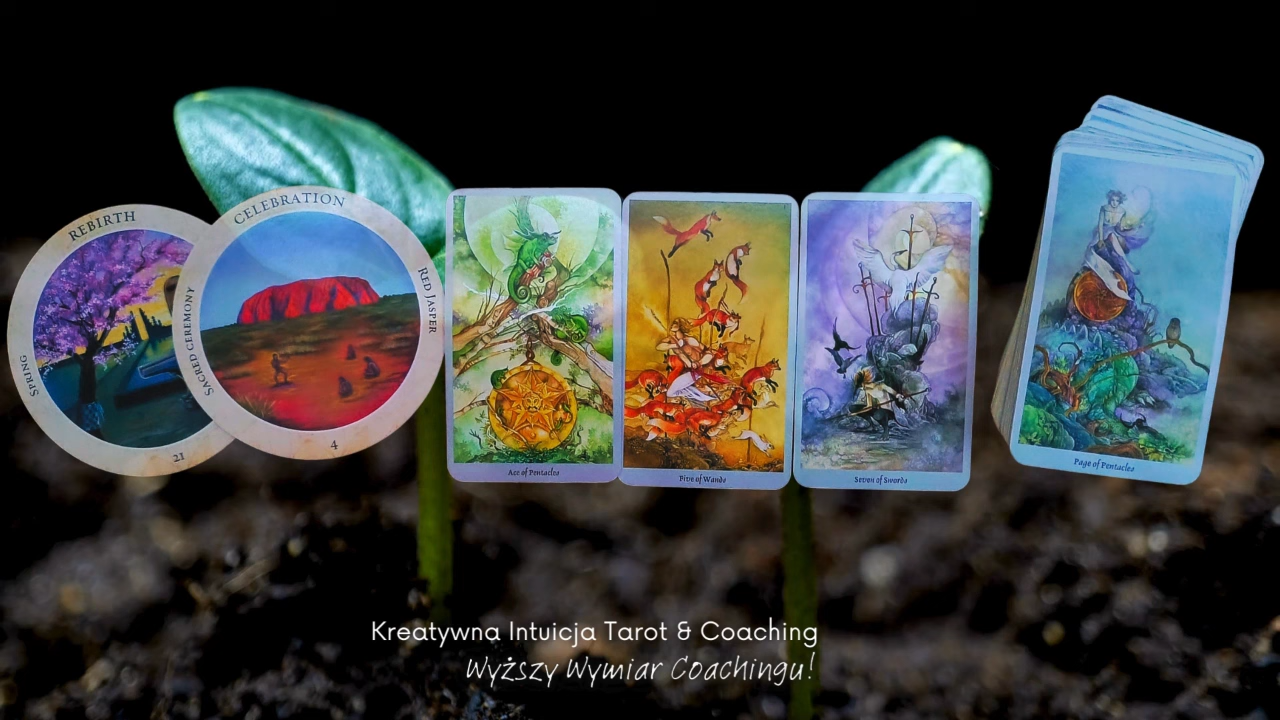 REBIRTH
SPRING
21
CELEBRATION
SACRED CEREMONY
RED JASPER
4
Ace of Pentacles
Five of Wands
Seven of Swords
Page of Pentacles
Kreatywna Intuicja Tarot & Coaching
Wyższy Wymiar Coachingu!